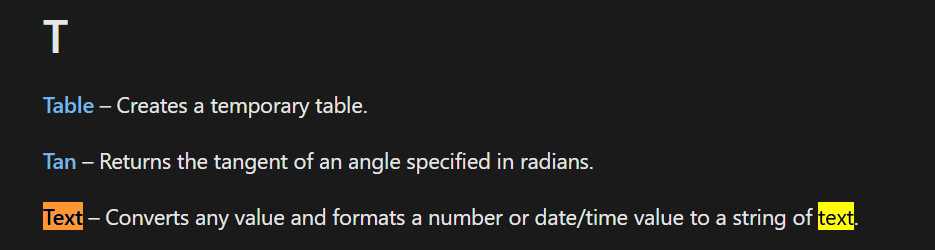 T
Table – Creates a temporary table.
Tan – Returns the tangent of an angle specified in radians.
Text – Converts any value and formats a number or date/time value to a string of text.